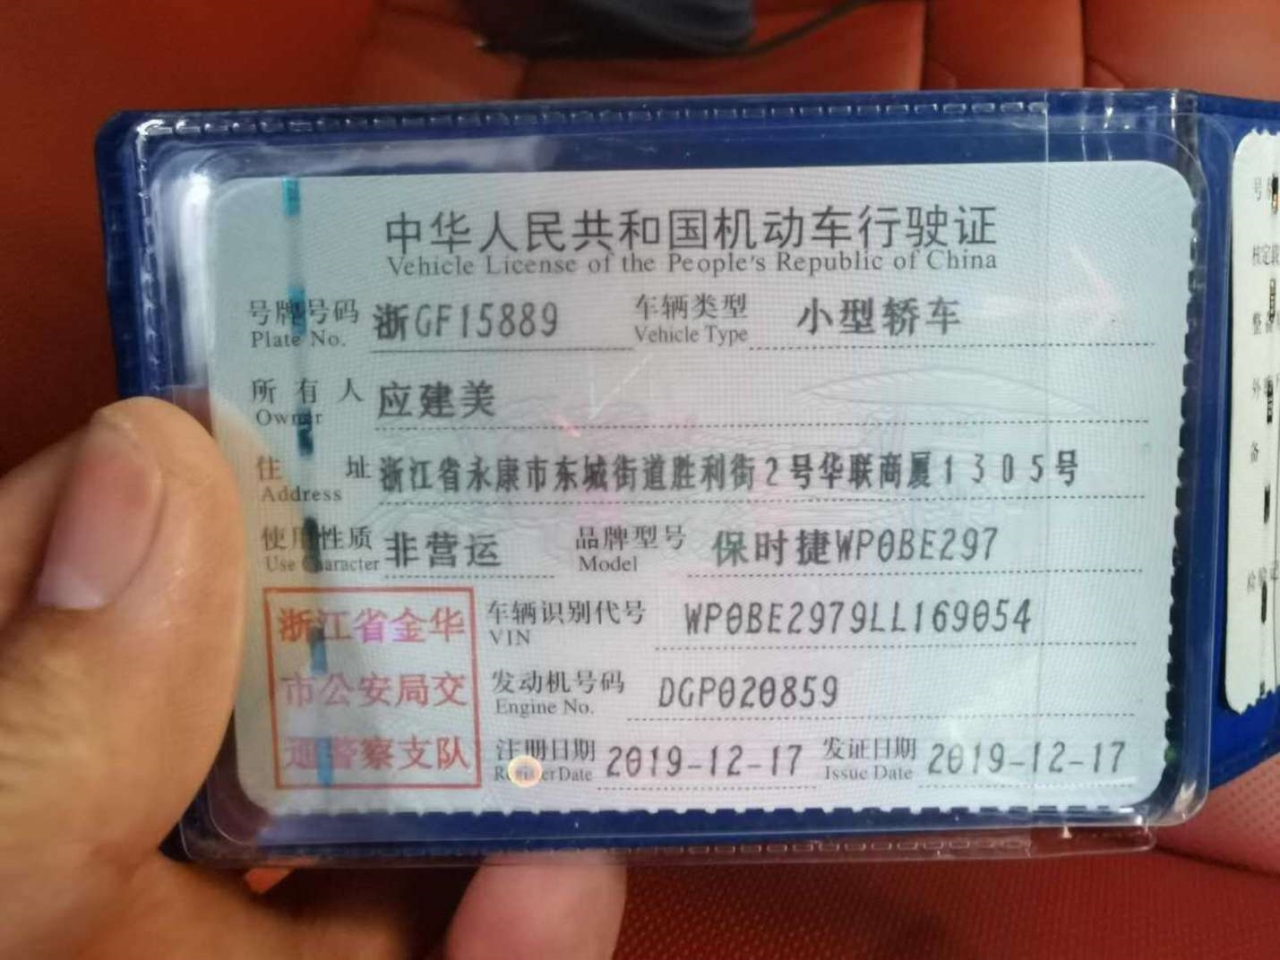 中华人民共和国机动车行驶证
Vehicle License of the People's Republic of China
号牌号码 浙GF15889 车辆类型 小型轿车
Plate No. Vehicle Type
所有人 应建美
Owner
住址 浙江省永康市东城街道胜利街2号华联商厦1305号
Address
使用性质 非营运 品牌型号 保时捷WP0BE297
Use Character Model
浙江省金华 车辆识别代号 WP0BE2979LL169054
VIN
市公安局交 发动机号码 DGP020859
Engine No.
通警察支队 注册日期 2019-12-17 发证日期 2019-12-17
Register Date Issue Date
号
核定
整
外
备
检